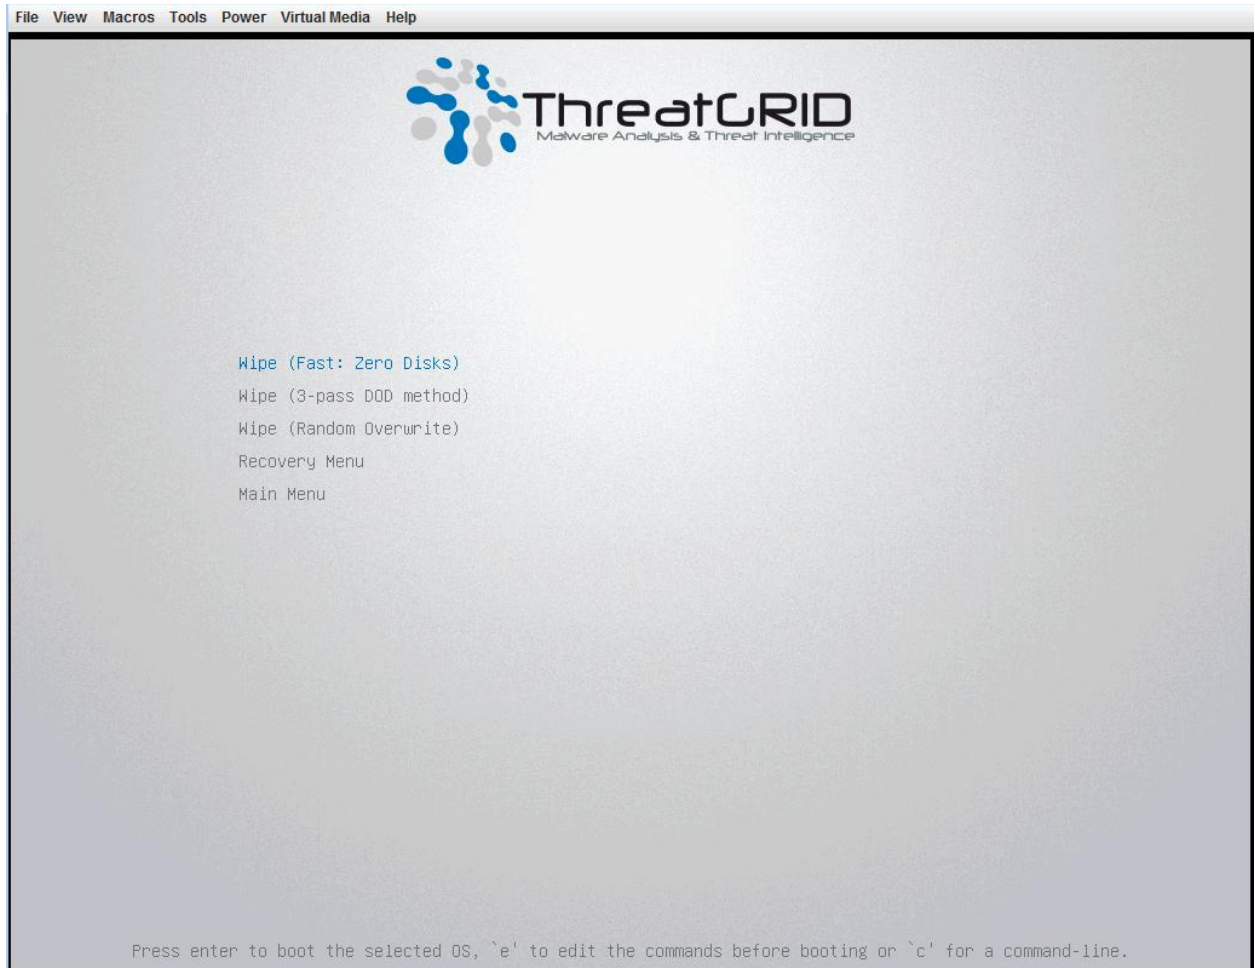 File View Macros Tools Power Virtual Media Help
ThreatGRID
Malware Analysis & Threat Intelligence
Wipe (Fast: Zero Disks)
Wipe (3-pass DOD method)
Wipe (Random Overwrite)
Recovery Menu
Main Menu
Press enter to boot the selected OS, `e' to edit the commands before booting or `c' for a command-line.